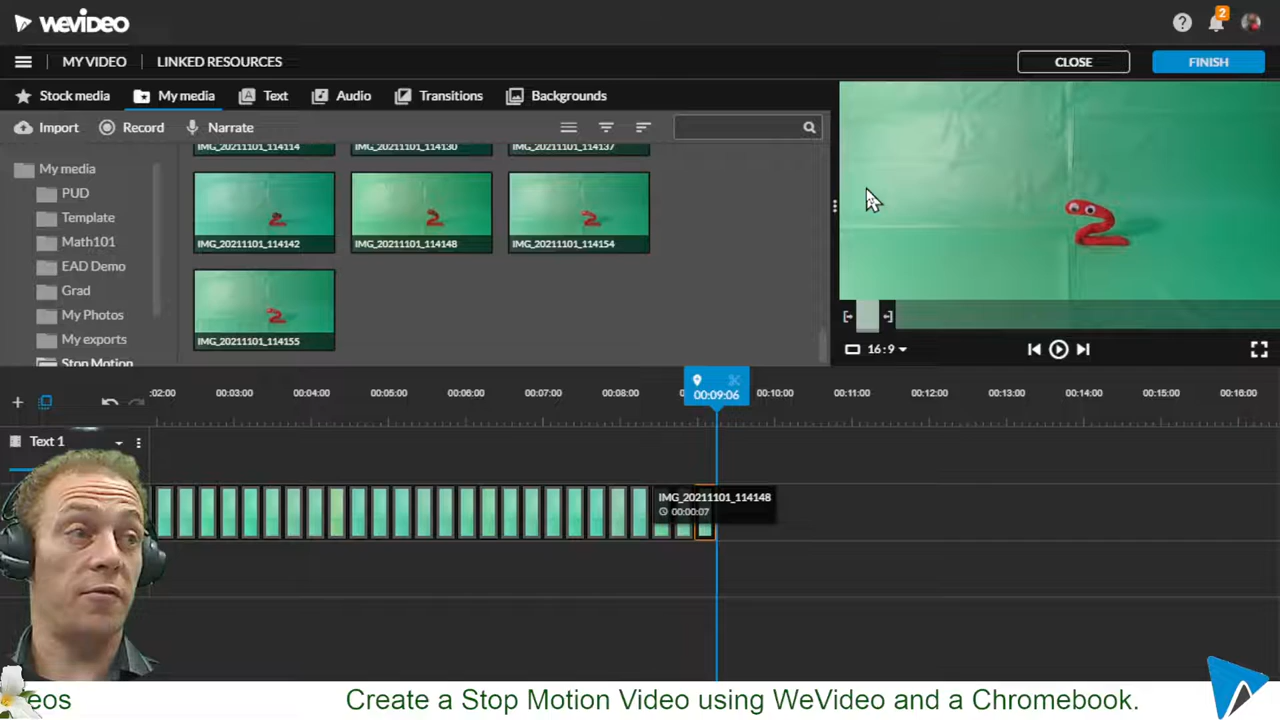 wevideo
2
MY VIDEO
LINKED RESOURCES
CLOSE
FINISH
Stock media
My media
Text
Audio
Transitions
Backgrounds
Import
Record
Narrate
My media
PUD
Template
Math101
EAD Demo
Grad
My Photos
My exports
Stop Motion
IMG_20211101_114114
IMG_20211101_114130
IMG_20211101_114137
IMG_20211101_114142
IMG_20211101_114148
IMG_20211101_114154
IMG_20211101_114155
16:9
:02:00
00:03:00
00:04:00
00:05:00
00:06:00
00:07:00
00:08:00
00:09:06
00:10:00
00:11:00
00:12:00
00:13:00
00:14:00
00:15:00
00:16:00
Text 1
IMG_20211101_114148
00:00:07
eos
Create a Stop Motion Video using WeVideo and a Chromebook.